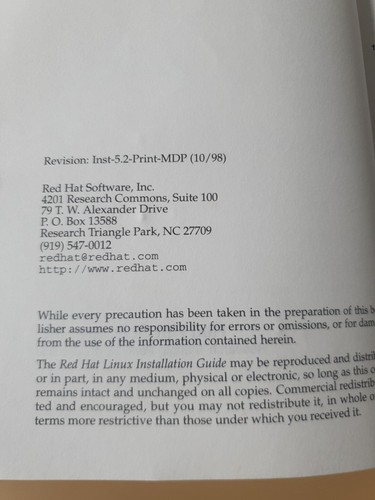 Revision: Inst-5.2-Print-MDP (10/98)
Red Hat Software, Inc.
4201 Research Commons, Suite 100
79 T. W. Alexander Drive
P. O. Box 13588
Research Triangle Park, NC 27709
(919) 547-0012
redhat@redhat.com
http://www.redhat.com
While every precaution has been taken in the preparation of this
lisher assumes no responsibility for errors or omissions, or for
from the use of the information contained herein.
The Red Hat Linux Installation Guide may be reproduced and
or in part, in any medium, physical or electronic, so long as this
remains intact and unchanged on all copies. Commercial
ted and encouraged, but you may not redistribute it, in whole
terms more restrictive than those under which you received it.